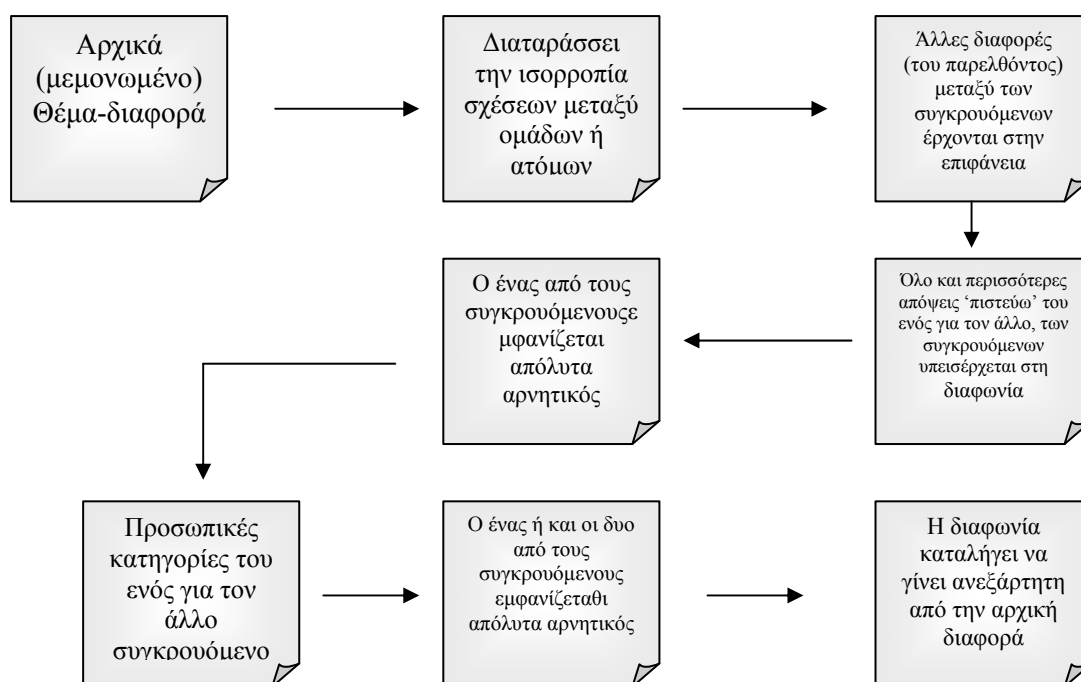 Αρχικά
(μεμονωμένο)
Θέμα-διαφορά
Διαταράσσει
την ισορροπία
σχέσεων μεταξύ
ομάδων ή
ατόμων
Άλλες διαφορές
(του παρελθόντος)
μεταξύ των
συγκρουόμενων
έρχονται στην
επιφάνεια
Όλο και περισσότερες
απόψεις ‘πιστεύω’ του
ενός για τον άλλο, των
συγκρουόμενων
υπεισέρχεται στη
διαφωνία
Ο ένας από τους
συγκρουόμενουςε
μφανίζεται
απόλυτα
αρνητικός
Προσωπικές
κατηγορίες του
ενός για τον
άλλο
συγκρουόμενο
Ο ένας ή και οι δυο
από τους
συγκρουόμενους
εμφανίζεταθι
απόλυτα αρνητικός
Η διαφωνία
καταλήγει να
γίνει ανεξάρτητη
από την αρχική
διαφορά